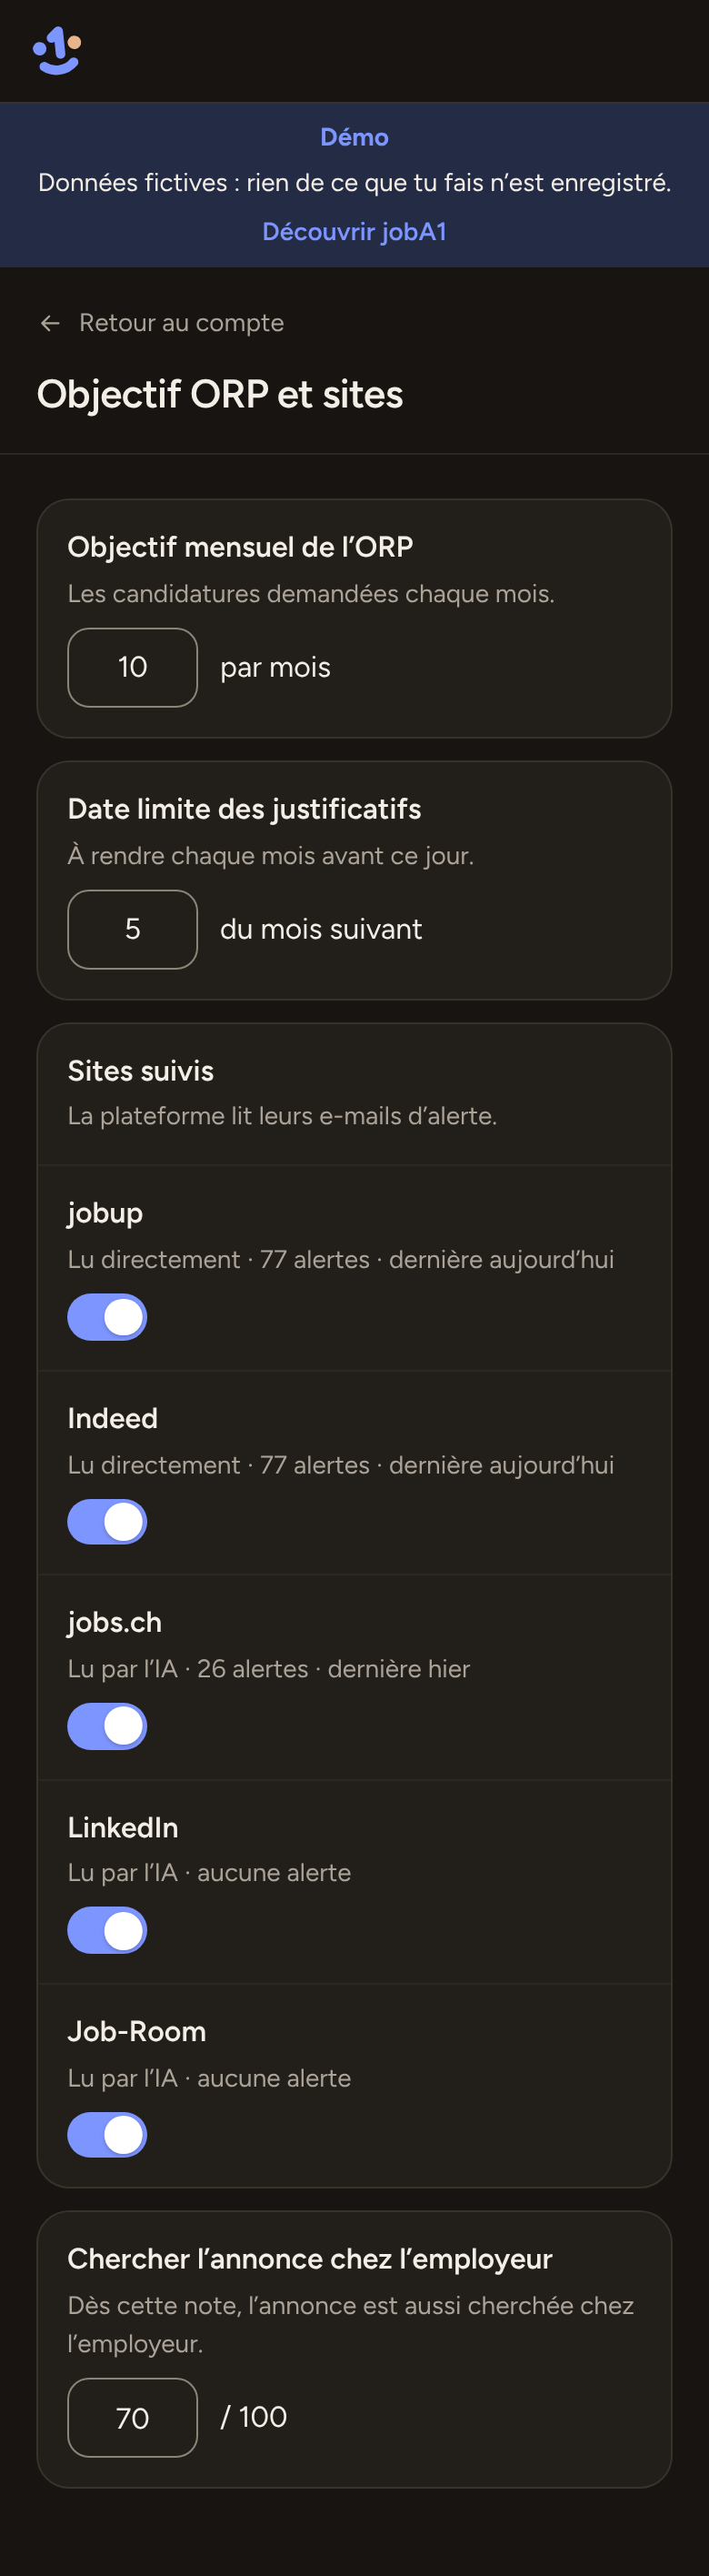 Démo
Données fictives : rien de ce que tu fais n’est enregistré.
Découvrir jobA1
← Retour au compte
Objectif ORP et sites
Objectif mensuel de l’ORP
Les candidatures demandées chaque mois.
10 par mois
Date limite des justificatifs
À rendre chaque mois avant ce jour.
5 du mois suivant
Sites suivis
La plateforme lit leurs e-mails d’alerte.
jobup
Lu directement · 77 alertes · dernière aujourd’hui
Indeed
Lu directement · 77 alertes · dernière aujourd’hui
jobs.ch
Lu par l’IA · 26 alertes · dernière hier
LinkedIn
Lu par l’IA · aucune alerte
Job-Room
Lu par l’IA · aucune alerte
Chercher l’annonce chez l’employeur
Dès cette note, l’annonce est aussi cherchée chez
l’employeur.
70 / 100